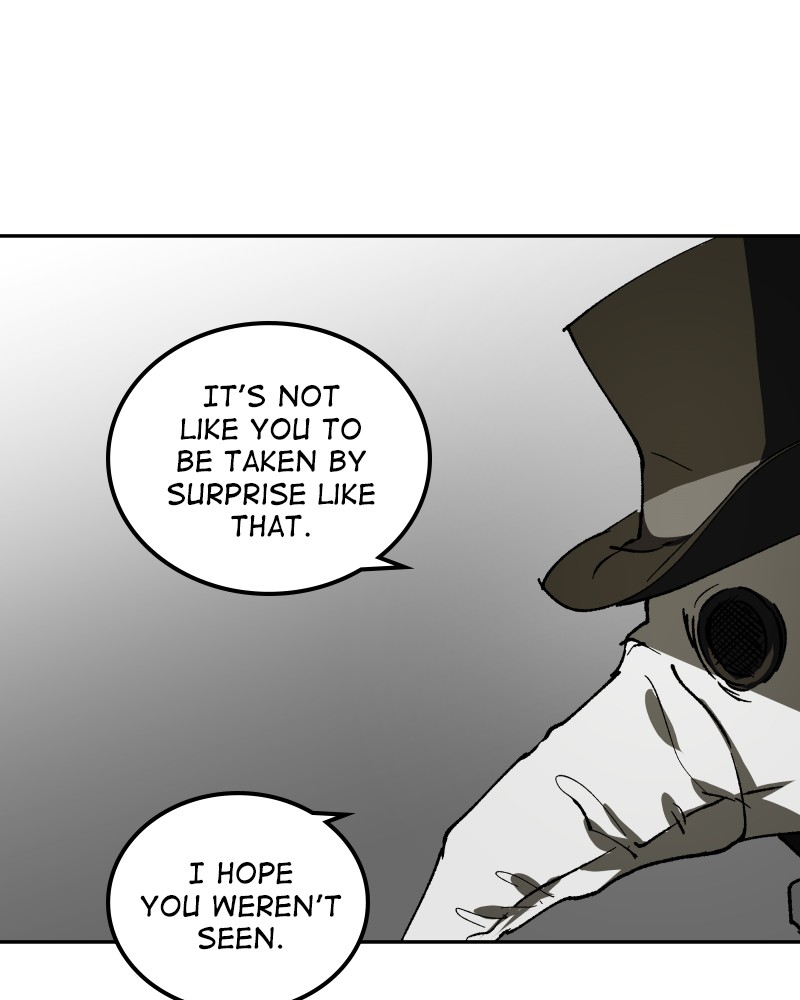 IT'S NOT
LIKE YOU TO
BE TAKEN BY
SURPRISE LIKE
THAT.
I HOPE
YOU WEREN'T
SEEN.